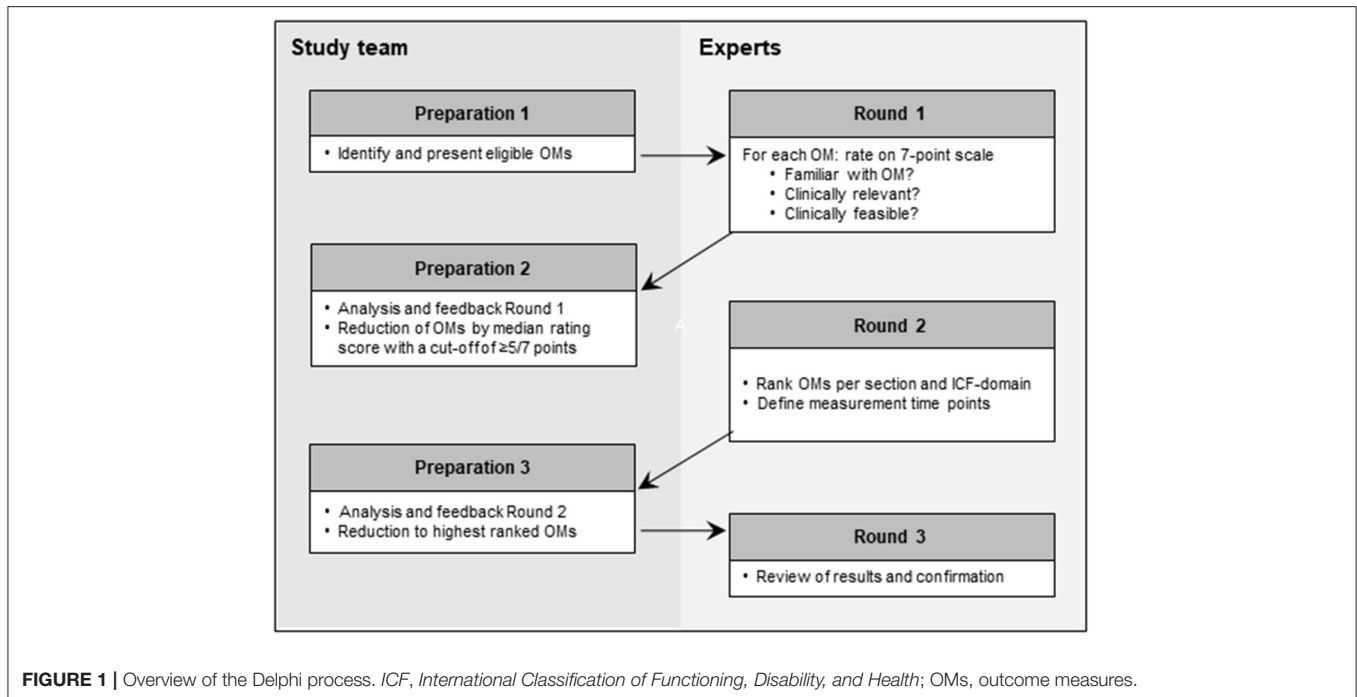 Study team
Experts
Preparation 1
• Identify and present eligible OMs
Round 1
For each OM: rate on 7-point scale
• Familiar with OM?
• Clinically relevant?
• Clinically feasible?
Preparation 2
• Analysis and feedback Round 1
• Reduction of OMs by median rating
score with a cut-off of ≥5/7 points
A
Round 2
• Rank OMs per section and ICF-domain
• Define measurement time points
Preparation 3
• Analysis and feedback Round 2
• Reduction to highest ranked OMs
Round 3
• Review of results and confirmation
FIGURE 1 | Overview of the Delphi process. ICF, International Classification of Functioning, Disability, and Health; OMs, outcome measures.